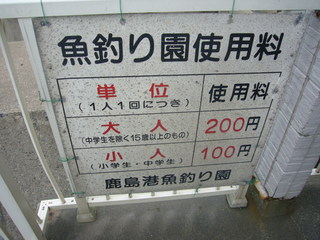 魚釣り園使用料
単位 使用料
(1人1回につき)
大人 200円
(中学生を除く15歳以上のもの)
小人 100円
(小学生・中学生)
鹿島港魚釣り園